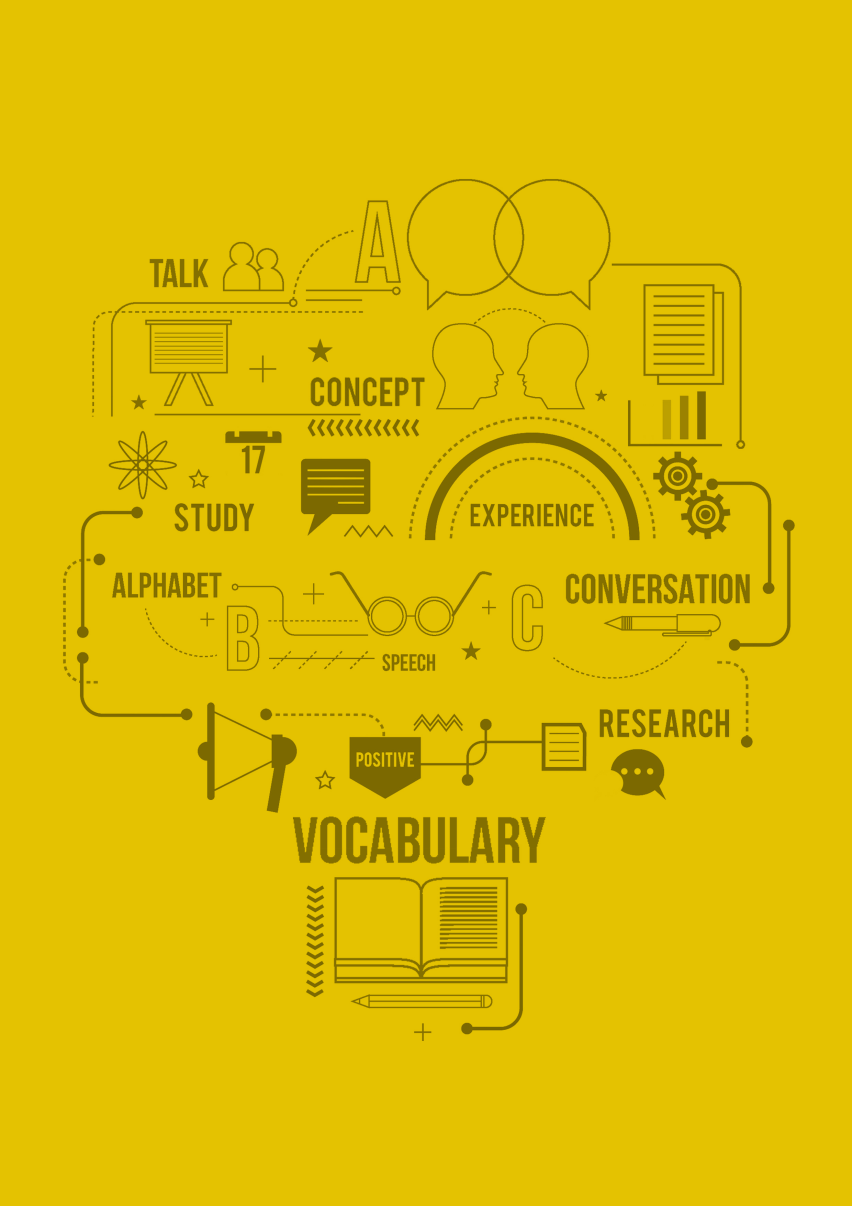 A
TALK
CONCEPT
17
STUDY
EXPERIENCE
ALPHABET
CONVERSATION
B
C
SPEECH
RESEARCH
POSITIVE
VOCABULARY